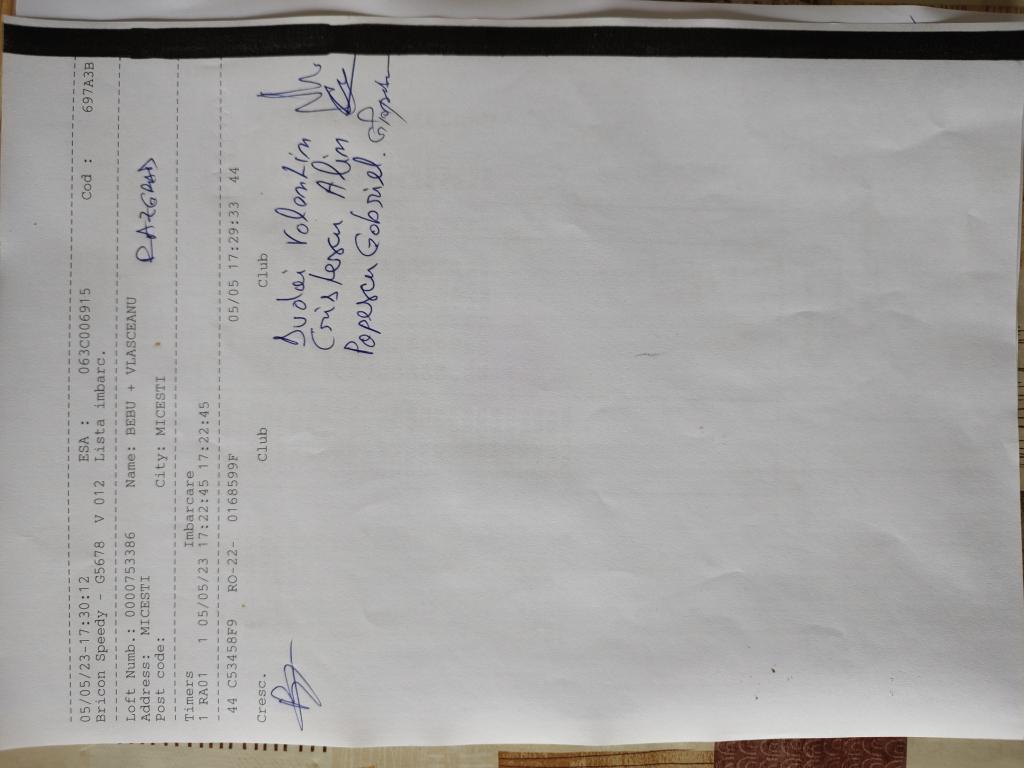 05/05/23-17:30:12 ESA : 063C006915 Cod : 697A3B
Bricon Speedy - G5678 V 012 Lista imbarc.
Loft Numb.: 0000753386 Name: BEBU + VLASCEANU
Address: MICESTI RAZGRAD
Post code: City: MICESTI
Timers Imbarcare
1 RA01 1 05/05/23 17:22:45 17:22:45
44 C53458F9 RO-22- 0168599F 05/05 17:29:33 44
Cresc. Club Club
Dudui Valentin
Cristescu Alin
Popescu Gabriel